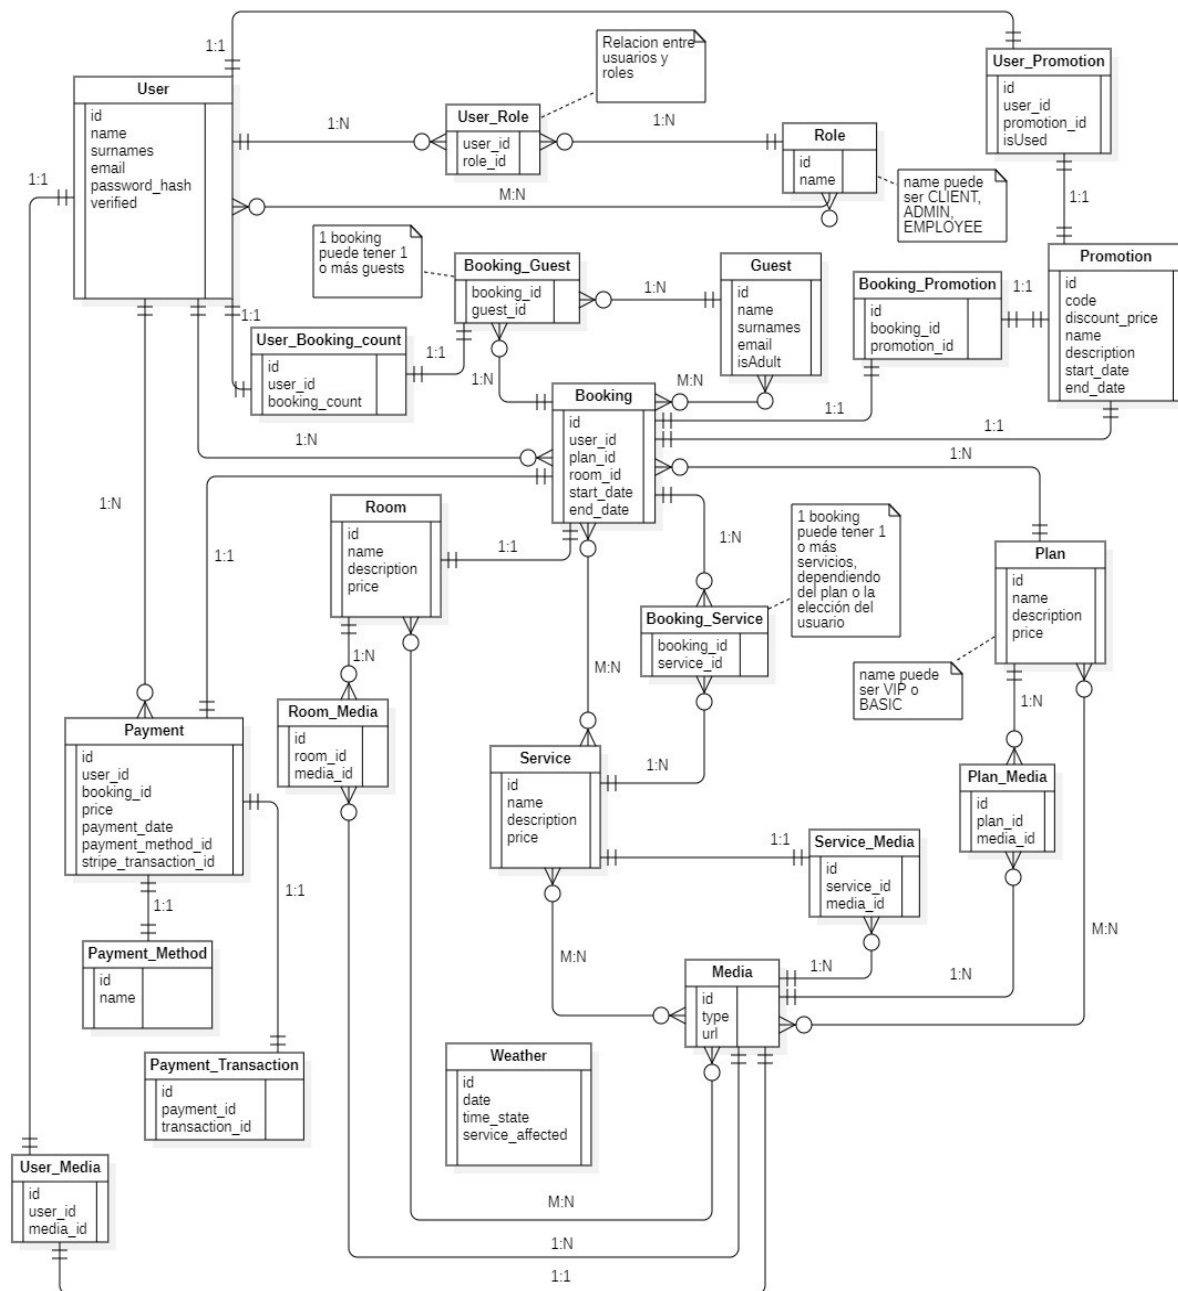 1:1
User_Promotion
id
user_id
promotion_id
isUsed
Relacion entre
usuarios y
roles
User
id
name
surnames
email
password_hash
verified
1:N
User_Role
user_id
role_id
1:N
Role
id
name
name puede
ser CLIENT,
ADMIN,
EMPLOYEE
1:1
M:N
1:1
1 booking
puede tener 1
o más guests
Booking_Guest
booking_id
guest_id
1:N
Guest
id
name
surnames
email
isAdult
Booking_Promotion
id
booking_id
promotion_id
1:1
Promotion
id
code
discount_price
name
description
start_date
end_date
1:1
User_Booking_count
id
user_id
booking_count
1:1
1:N
M:N
1:1
1:1
Booking
id
user_id
plan_id
room_id
start_date
end_date
1:N
1:N
1:N
1:1
Room
id
name
description
price
1:1
1:N
1 booking
puede tener 1
o más
servicios,
dependiendo
del plan o la
elección del
usuario
Plan
id
name
description
price
Booking_Service
booking_id
service_id
M:N
1:N
name puede
ser VIP o
BASIC
1:N
Room_Media
id
room_id
media_id
Payment
id
user_id
booking_id
price
payment_date
payment_method_id
stripe_transaction_id
Service
id
name
description
price
1:N
Plan_Media
id
plan_id
media_id
1:1
Service_Media
id
service_id
media_id
1:1
1:1
M:N
Payment_Method
id
name
M:N
1:N
1:N
Media
id
type
url
Payment_Transaction
id
payment_id
transaction_id
Weather
id
date
time_state
service_affected
User_Media
id
user_id
media_id
M:N
1:N
1:1